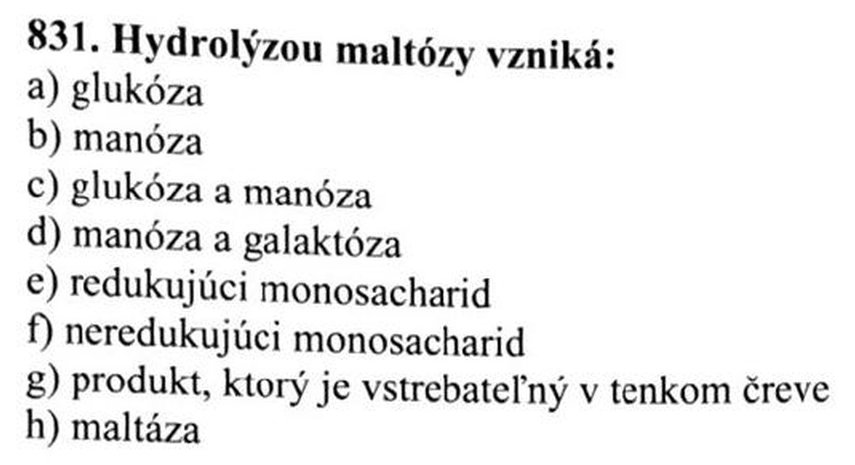 831. Hydrolýzou maltózy vzniká:
a) glukóza
b) manóza
c) glukóza a manóza
d) manóza a galaktóza
e) redukujúci monosacharid
f) neredukujúci monosacharid
g) produkt, ktorý je vstrebateľný v tenkom čreve
h) maltáza